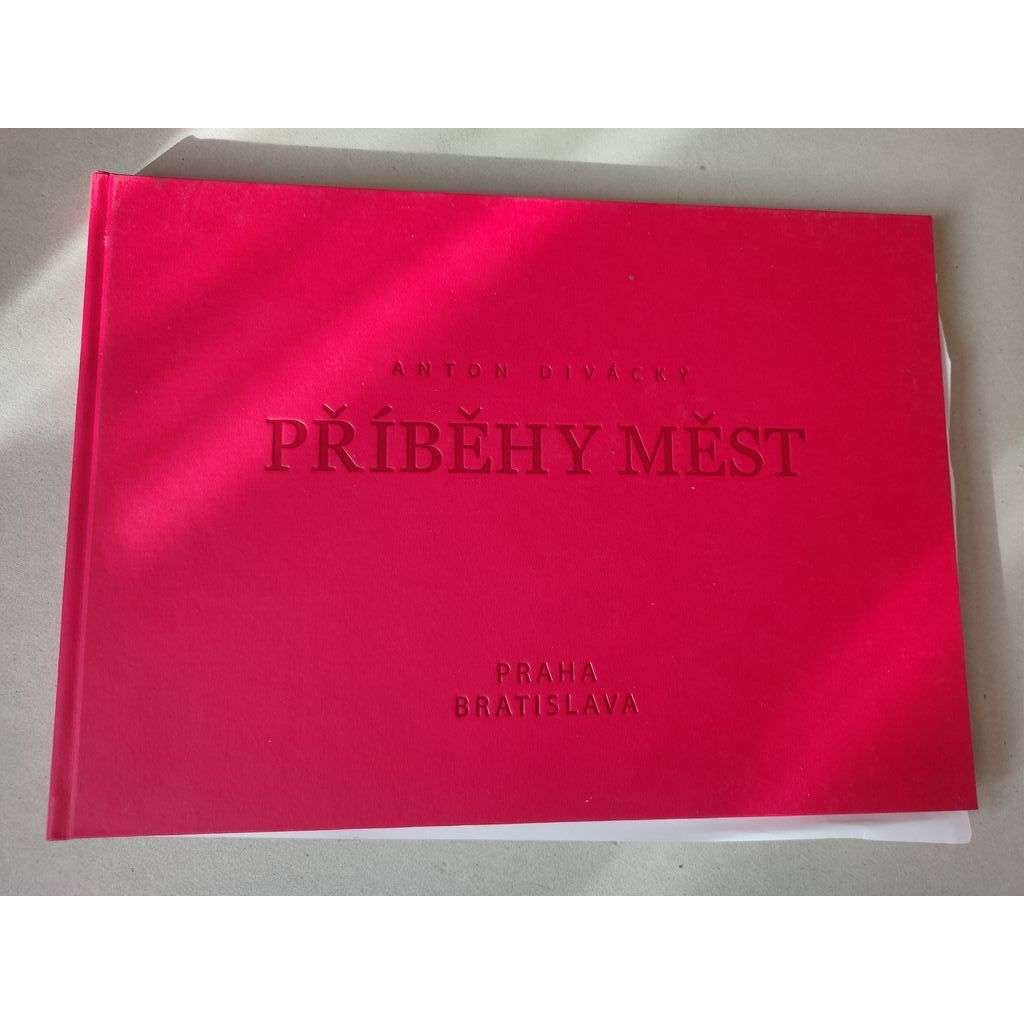 ANTON DIVÁCKÝ
PŘÍBĚHY MĚST
PRAHA
BRATISLAVA